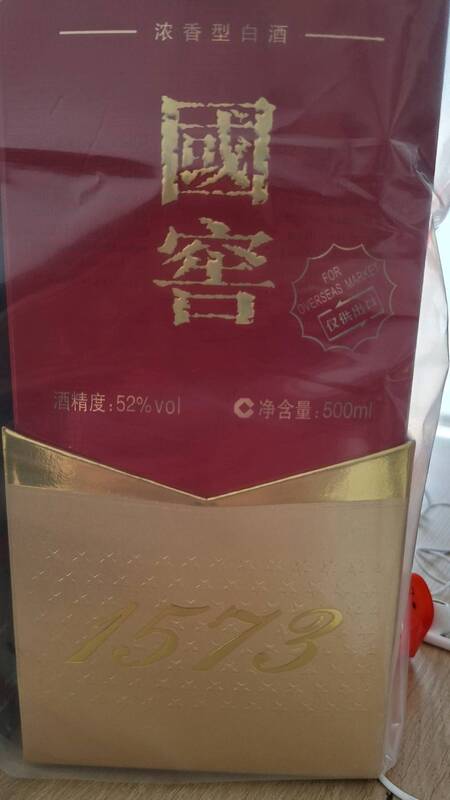 浓香型白酒
國
窖
FOR
OVERSEAS MARKET
仅供出口
酒精度:52%vol
净含量:500ml
1573